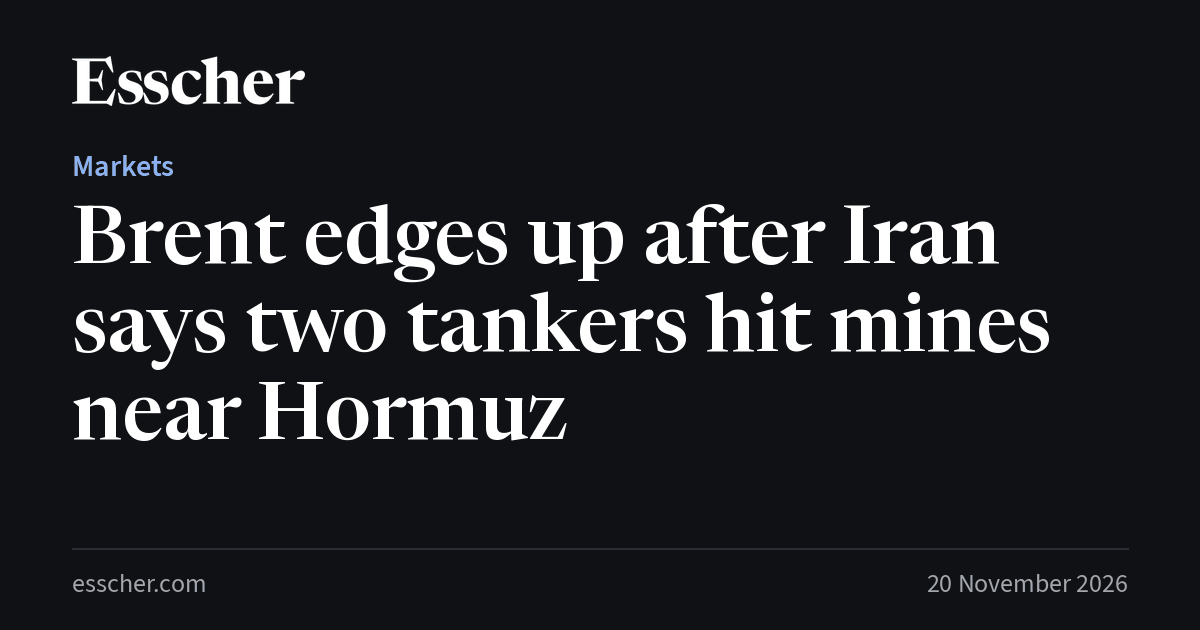 Esscher
Markets
Brent edges up after Iran
says two tankers hit mines
near Hormuz
esscher.com
20 November 2026